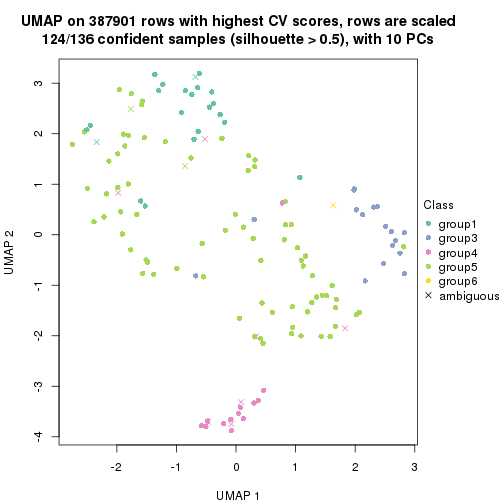 UMAP on 387901 rows with highest CV scores, rows are scaled
124/136 confident samples (silhouette > 0.5), with 10 PCs
3
2
1
0
-1
-2
-3
-4
UMAP 2
-2
-1
0
1
2
3
UMAP 1
Class
group1
group3
group4
group5
group6
ambiguous